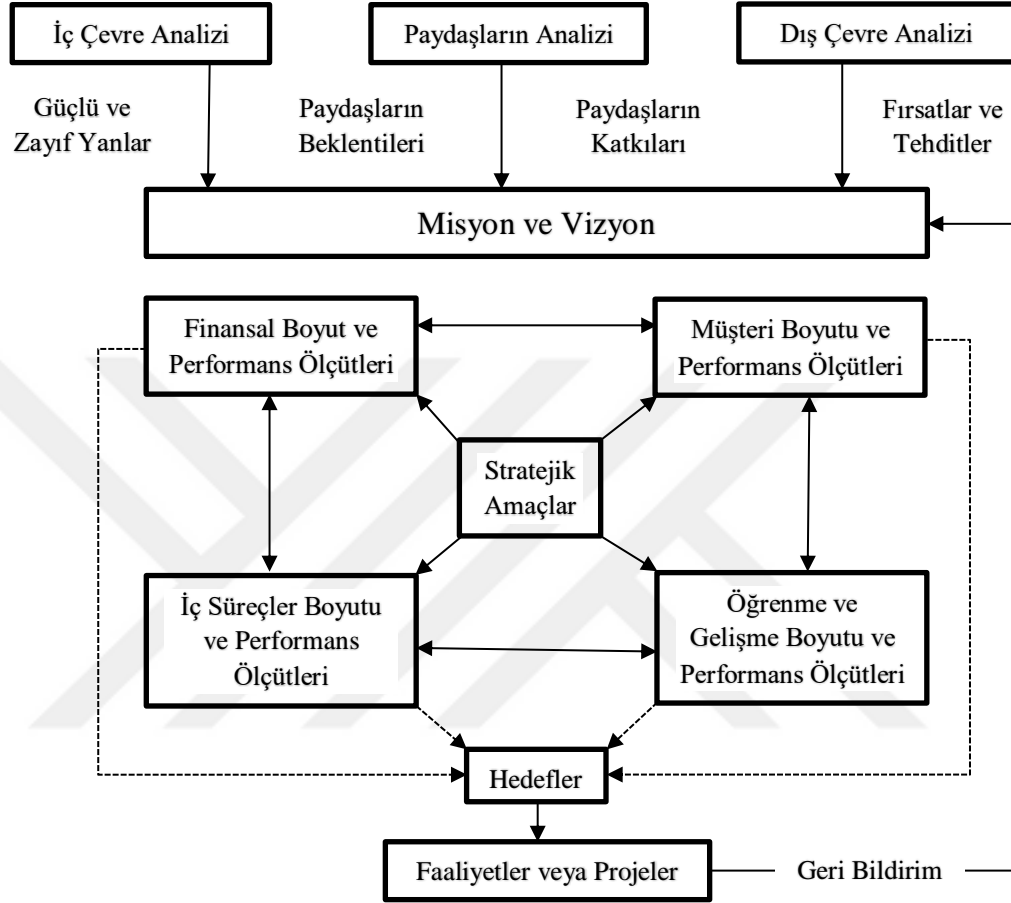 İç Çevre Analizi
Paydaşların Analizi
Dış Çevre Analizi
Güçlü ve
Zayıf Yanlar
Paydaşların
Beklentileri
Paydaşların
Katkıları
Fırsatlar ve
Tehditler
Misyon ve Vizyon
Finansal Boyut ve
Performans Ölçütleri
Müşteri Boyutu ve
Performans Ölçütleri
Stratejik
Amaçlar
İç Süreçler Boyutu
ve Performans
Ölçütleri
Öğrenme ve
Gelişme Boyutu ve
Performans Ölçütleri
Hedefler
Faaliyetler veya Projeler
Geri Bildirim